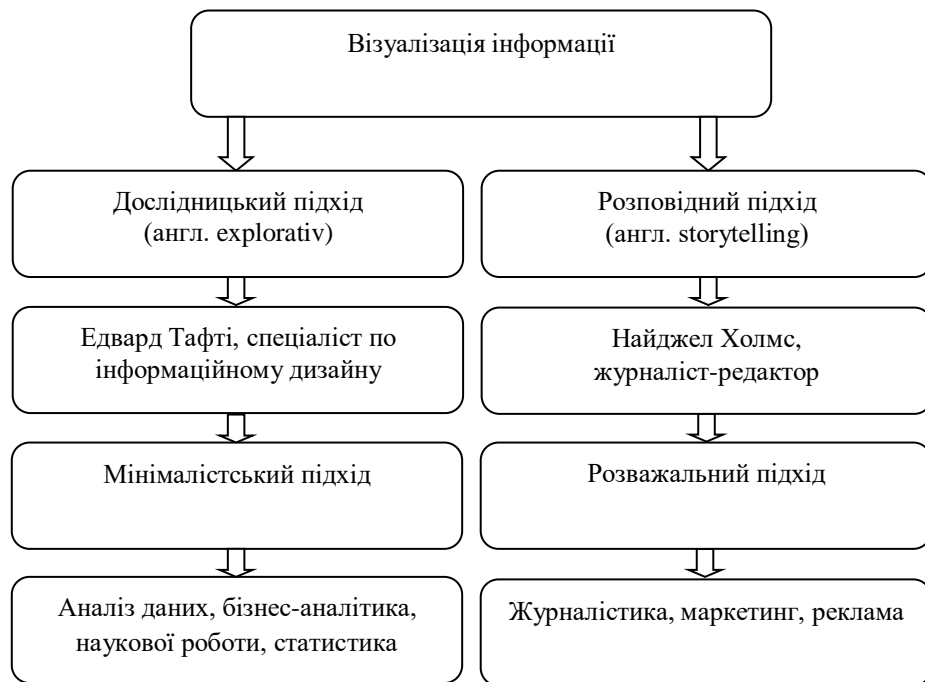 Візуалізація інформації
Дослідницький підхід
(англ. explorativ)
Розповідний підхід
(англ. storytelling)
Едвард Тафті, спеціаліст по
інформаційному дизайну
Найджел Холмс,
журналіст-редактор
Мінімалістський підхід
Розважальний підхід
Аналіз даних, бізнес-аналітика,
наукової роботи, статистика
Журналістика, маркетинг, реклама